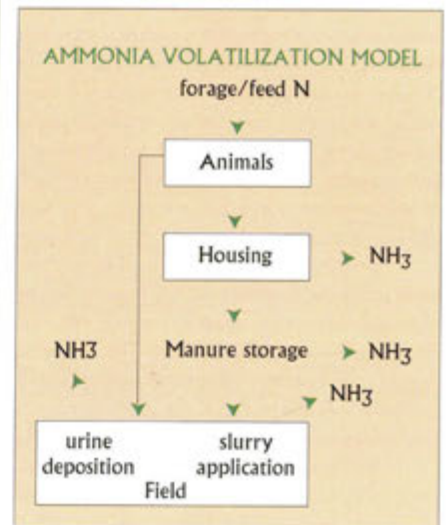 AMMONIA VOLATILIZATION MODEL
forage/feed N
Animals
Housing
NH₃
NH3
Manure storage
NH₃
NH₃
urine
deposition
slurry
application
Field